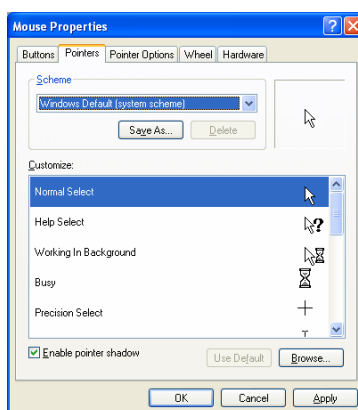 Mouse Properties
Buttons Pointers Pointer Options Wheel Hardware
Scheme
Windows Default (system scheme)
Save As... Delete
Customize:
Normal Select
Help Select
Working In Background
Busy
Precision Select
Enable pointer shadow
Use Default Browse...
OK Cancel Apply